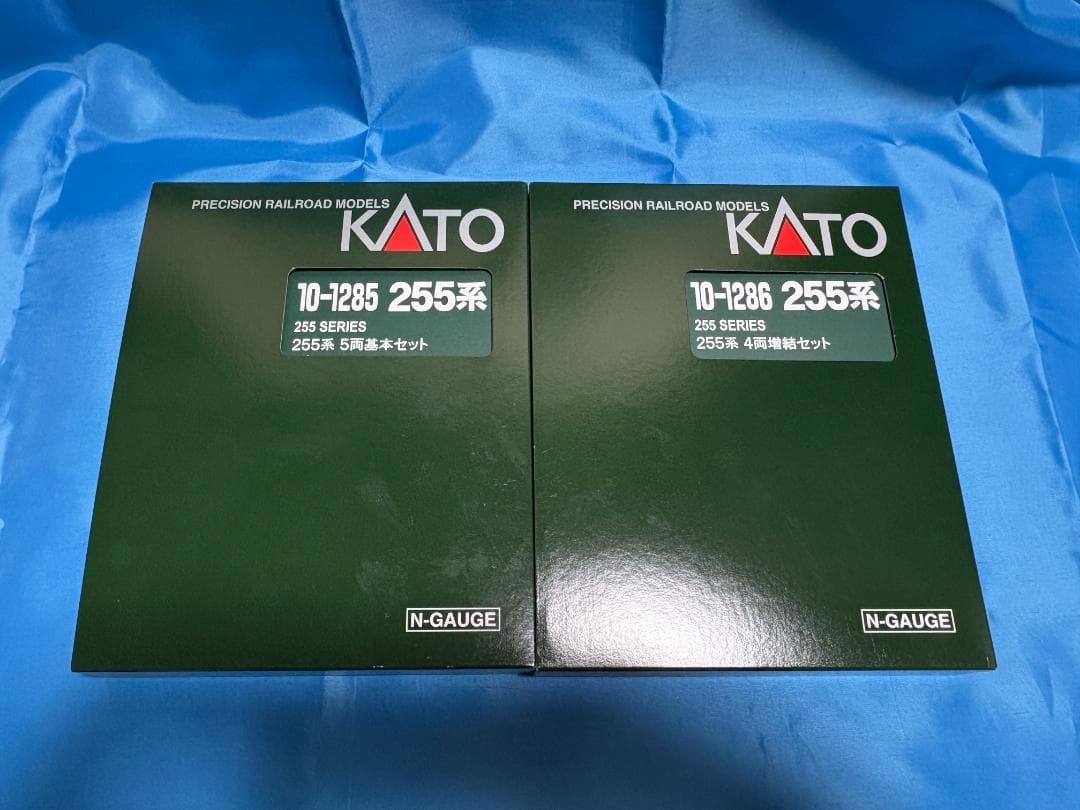 PRECISION RAILROAD MODELS
KATO
10-1285 255系
255 SERIES
255系 5両基本セット
N-GAUGE
PRECISION RAILROAD MODELS
KATO
10-1286 255系
255 SERIES
255系 4両増結セット
N-GAUGE